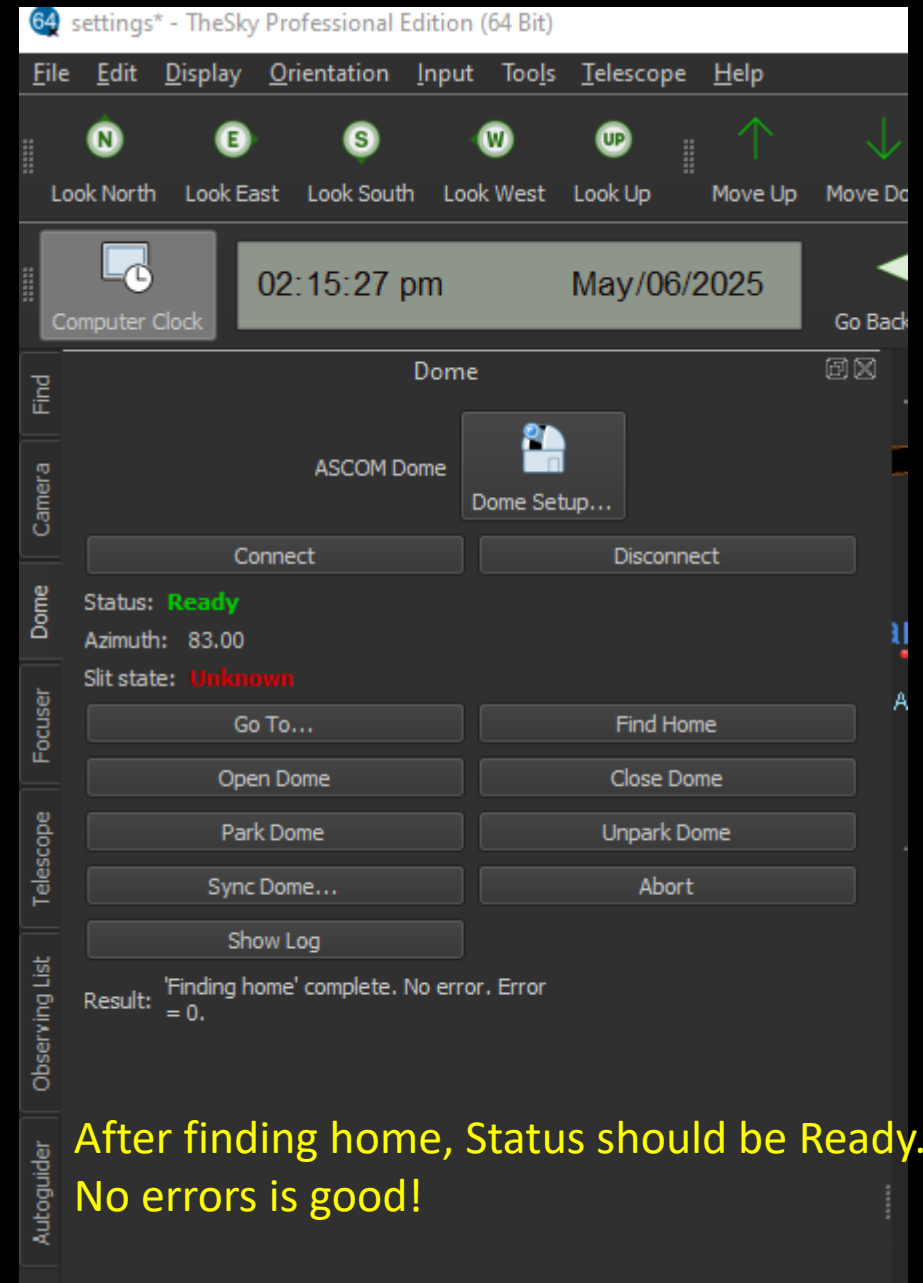 64 settings* - TheSky Professional Edition (64 Bit)
File Edit Display Orientation Input Tools Telescope Help
N E S W UP
Look North Look East Look South Look West Look Up Move Up Move Do
02:15:27 pm May/06/2025
Computer Clock Go Back
Find
Camera
Dome
Focuser
Telescope
Observing List
Autoguider
Dome
ASCOM Dome
Dome Setup...
Connect Disconnect
Status: Ready
Azimuth: 83.00
Slit state: Unknown
Go To... Find Home
Open Dome Close Dome
Park Dome Unpark Dome
Sync Dome... Abort
Show Log
Result: 'Finding home' complete. No error. Error
= 0.
After finding home, Status should be Ready.
No errors is good!